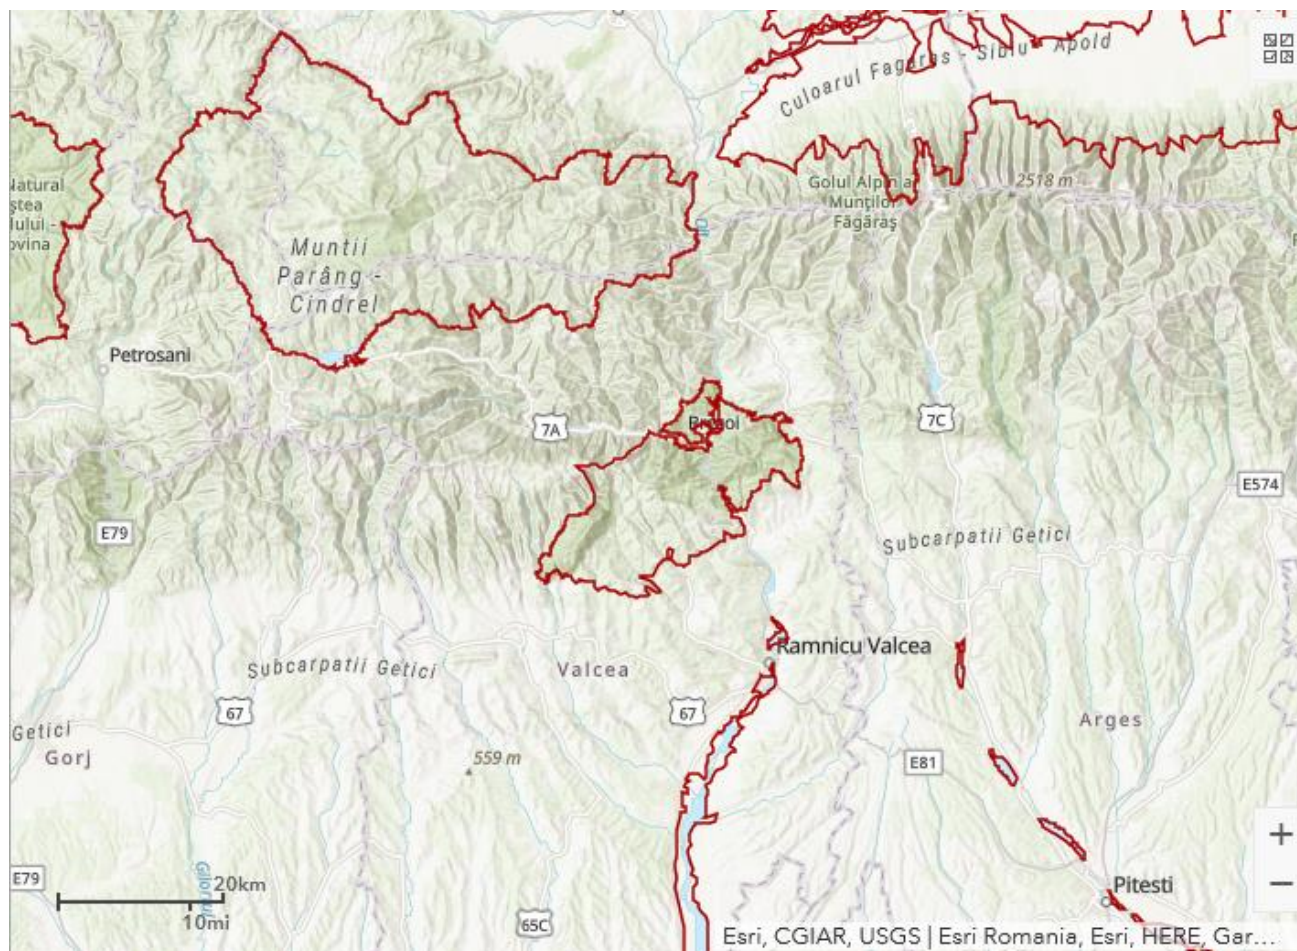 Culoarul Fagaras - Sibiu - Apold
Natural
lului -
ovina
Golul Alpin al
Munților
Făgăraș
2518 m
Olt
Muntii
Parâng -
Cindrel
Petrosani
7A
7C
E574
E79
Subcarpatii Getici
Ramnicu Valcea
Subcarpatii Getici
Valcea
67
67
Getici
Gorj
Arges
559 m
E81
E79
20km
10mi
65C
Pitesti
+
−
Esri, CGIAR, USGS | Esri Romania, Esri, HERE, Gar...